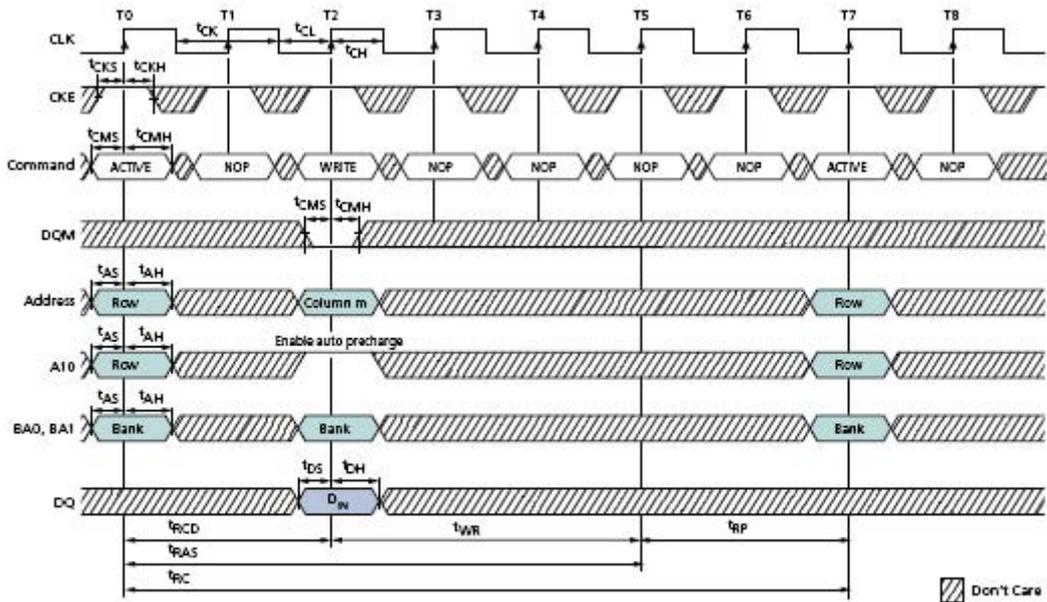 T0 T1 T2 T3 T4 T5 T6 T7 T8
CLK
tCK tCL
tCH
tCKS tCKH
CKE
tCMS tCMH
Command ACTIVE NOP WRITE NOP NOP NOP NOP ACTIVE NOP
tCMS tCMH
DQM
tAS tAH
Address Row Column m Row
tAS tAH Enable auto precharge
A10 Row Row
tAS tAH
BA0, BA1 Bank Bank Bank
tDS tDH
DQ DIN
tRCD tWR tRP
tRAS
tRC
Don't Care